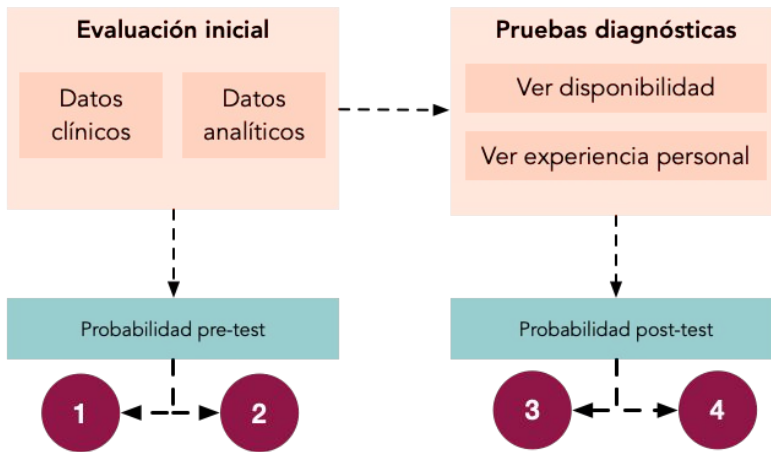 Evaluación inicial
Datos
clínicos
Datos
analíticos
Pruebas diagnósticas
Ver disponibilidad
Ver experiencia personal
Probabilidad pre-test
1
2
Probabilidad post-test
3
4